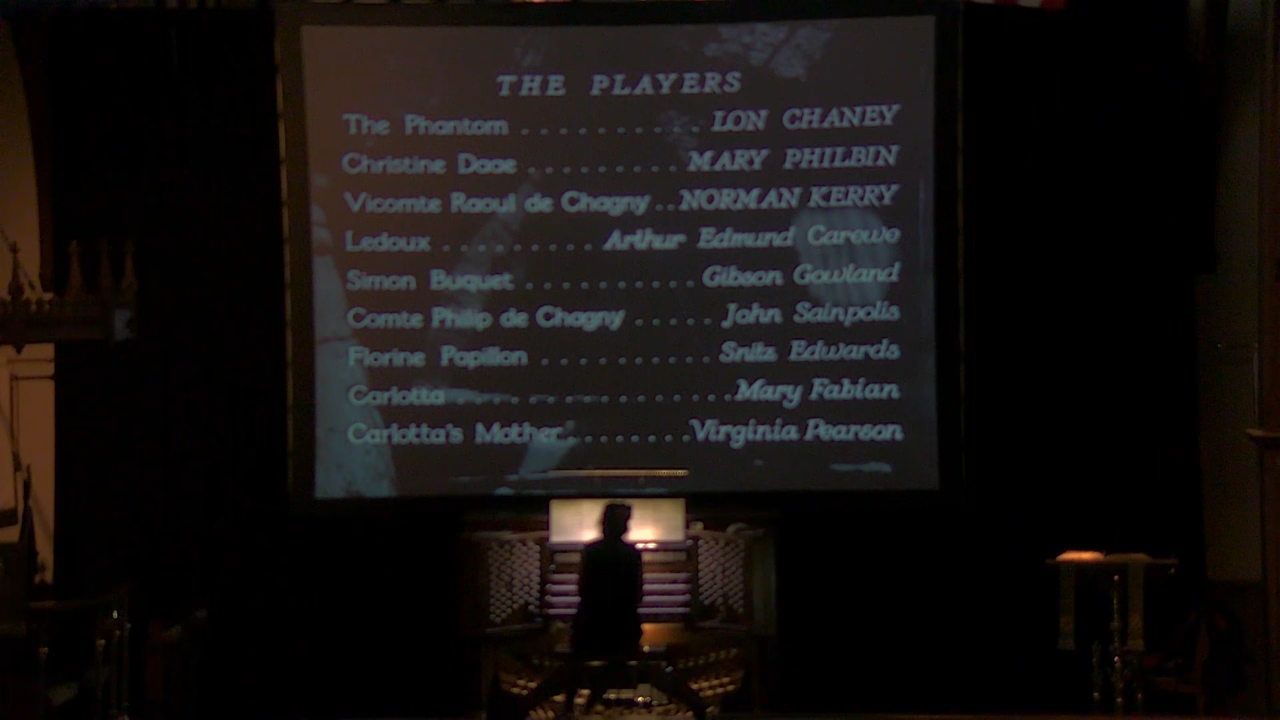 THE PLAYERS
The Phantom . . . . . . . . . . LON CHANEY
Christine Daae . . . . . . . . . MARY PHILBIN
Vicomte Raoul de Chagny . . NORMAN KERRY
Ledoux . . . . . . . . . Arthur Edmund Carewe
Simon Buquet . . . . . . . . . . Gibson Gowland
Comte Philip de Chagny . . . . . John Sainpolis
Florine Papillon . . . . . . . . . . Snitz Edwards
Carlotta . . . . . . . . . . . . . . . Mary Fabian
Carlotta's Mother . . . . . . . . Virginia Pearson